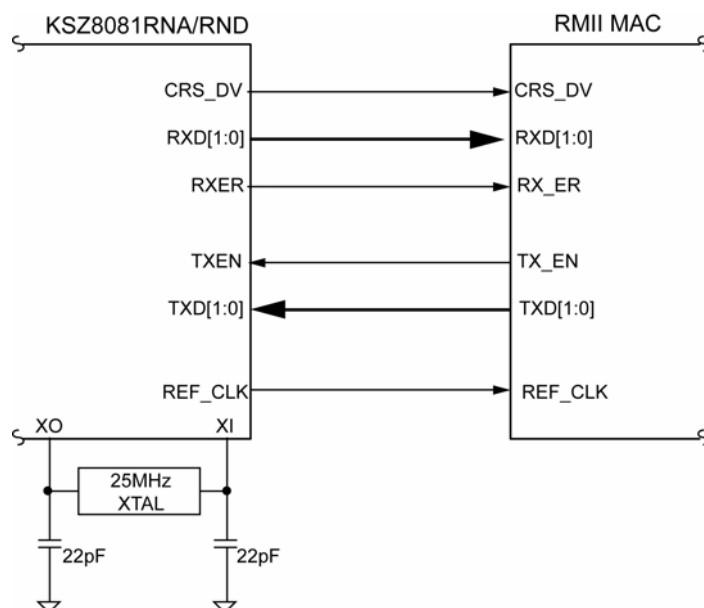 KSZ8081RNA/RND
RMII MAC
CRS_DV
CRS_DV
RXD[1:0]
RXD[1:0]
RXER
RX_ER
TXEN
TX_EN
TXD[1:0]
TXD[1:0]
REF_CLK
REF_CLK
XO
XI
25MHz
XTAL
22pF
22pF